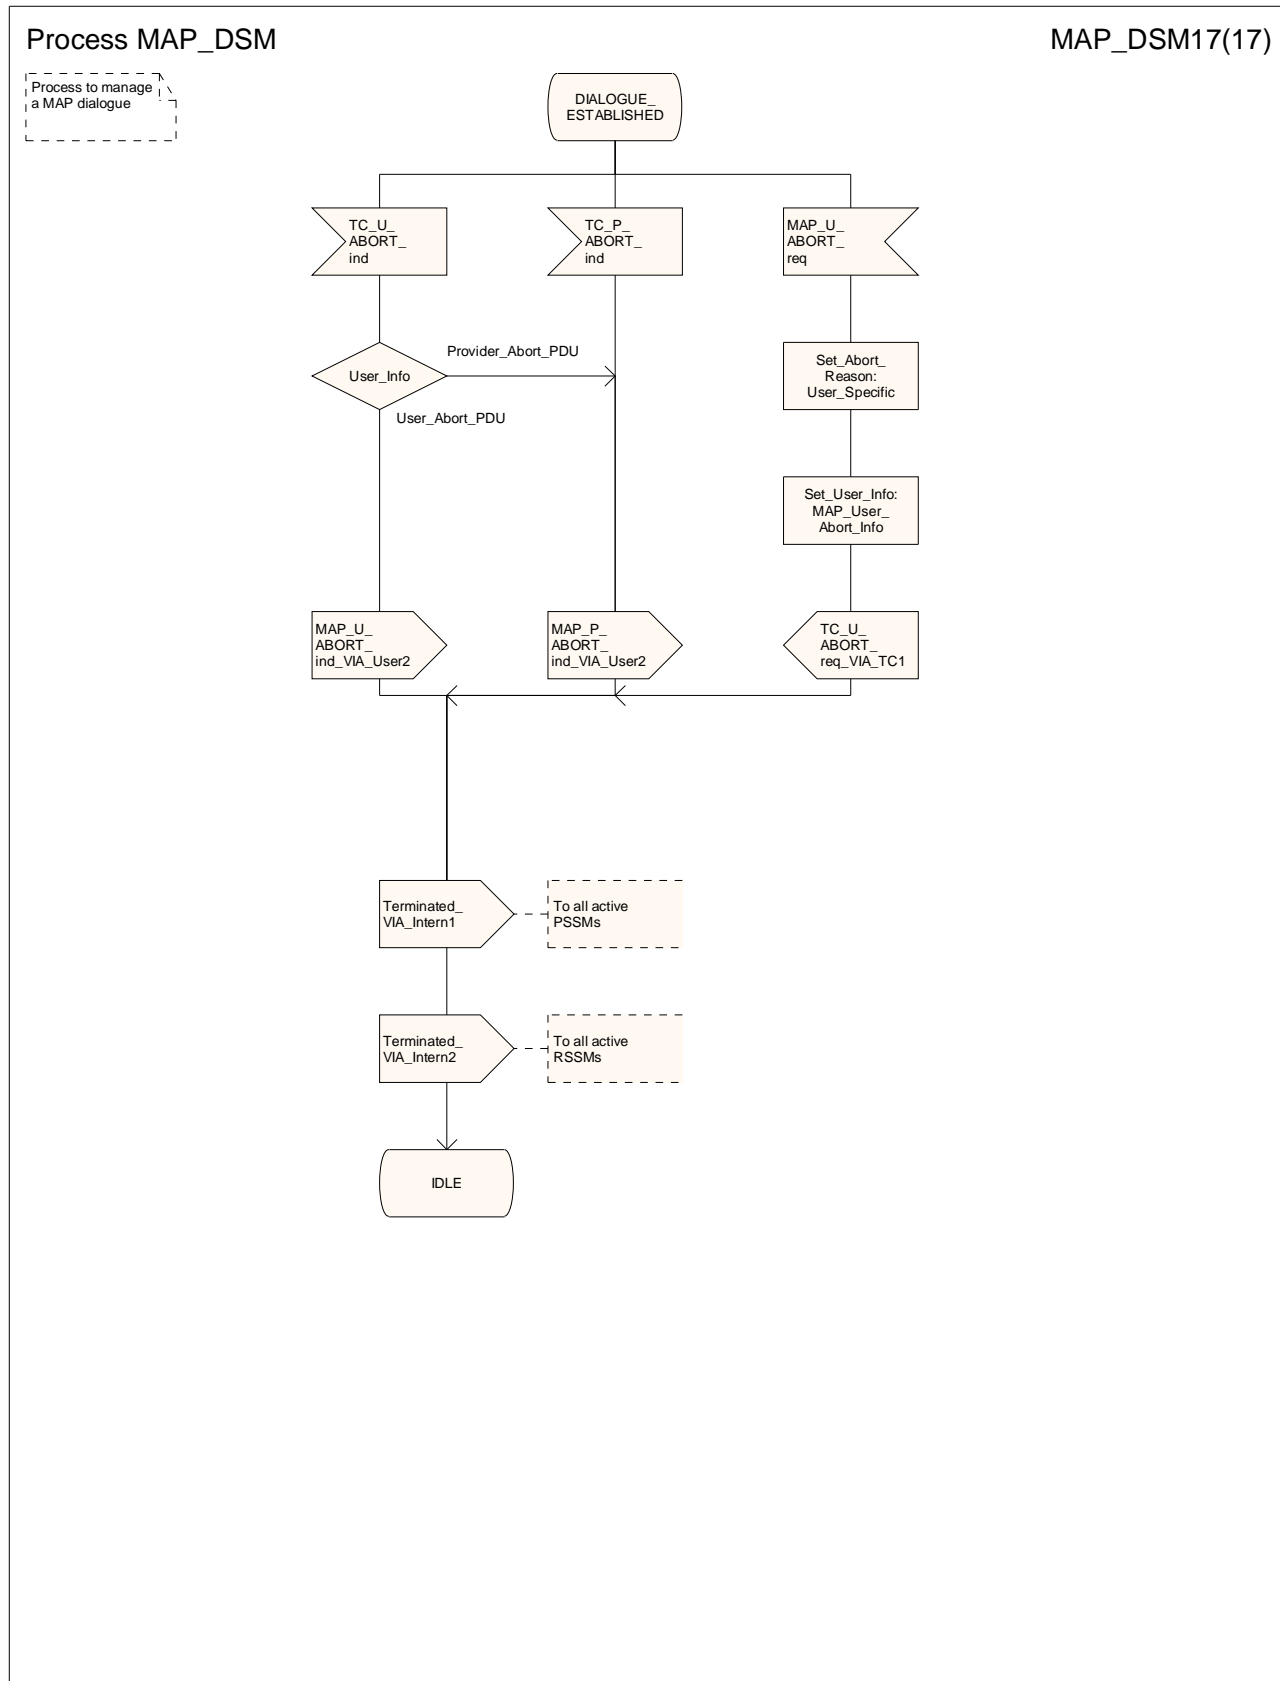 Process MAP_DSM
MAP_DSM17(17)
Process to manage
a MAP dialogue
DIALOGUE_
ESTABLISHED
TC_U_
ABORT_
ind
TC_P_
ABORT_
ind
MAP_U_
ABORT_
req
User_Info
Provider_Abort_PDU
User_Abort_PDU
Set_Abort_
Reason:
User_Specific
Set_User_Info:
MAP_User_
Abort_Info
MAP_U_
ABORT_
ind_VIA_User2
MAP_P_
ABORT_
ind_VIA_User2
TC_U_
ABORT_
req_VIA_TC1
Terminated_
VIA_Intern1
To all active
PSSMs
Terminated_
VIA_Intern2
To all active
RSSMs
IDLE